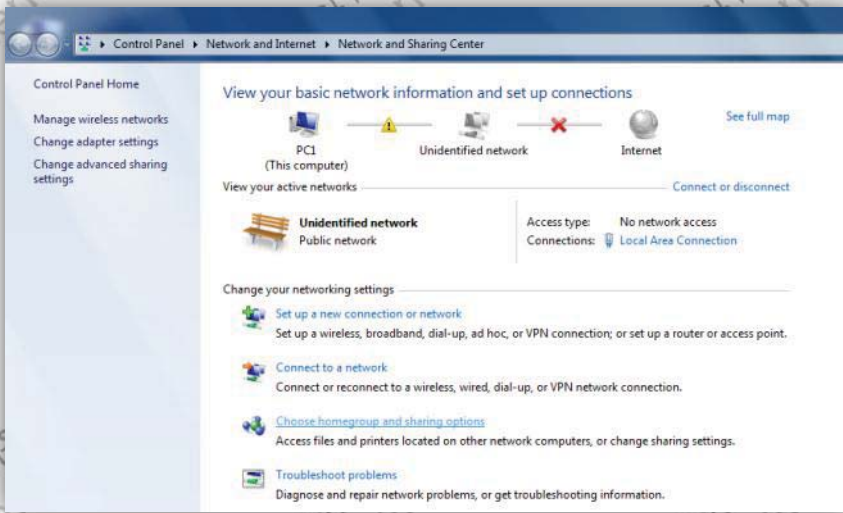 Control Panel ▸ Network and Internet ▸ Network and Sharing Center
Control Panel Home
Manage wireless networks
Change adapter settings
Change advanced sharing
settings
View your basic network information and set up connections
See full map
PC1
(This computer)
Unidentified network
Internet
View your active networks
Connect or disconnect
Unidentified network
Public network
Access type: No network access
Connections: Local Area Connection
Change your networking settings
Set up a new connection or network
Set up a wireless, broadband, dial-up, ad hoc, or VPN connection; or set up a router or access point.
Connect to a network
Connect or reconnect to a wireless, wired, dial-up, or VPN network connection.
Choose homegroup and sharing options
Access files and printers located on other network computers, or change sharing settings.
Troubleshoot problems
Diagnose and repair network problems, or get troubleshooting information.